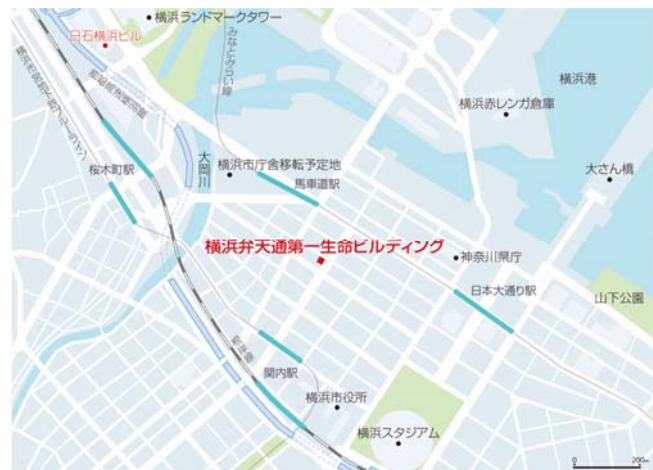 横浜ランドマークタワー
日石横浜ビル
みなとみらい線
横浜港
横浜赤レンガ倉庫
大さん橋
桜木町駅
大岡川
横浜市庁舎移転予定地
馬車道駅
横浜弁天通第一生命ビルディング
神奈川県庁
日本大通り駅
山下公園
根岸線
関内駅
横浜市役所
横浜スタジアム
0 200m